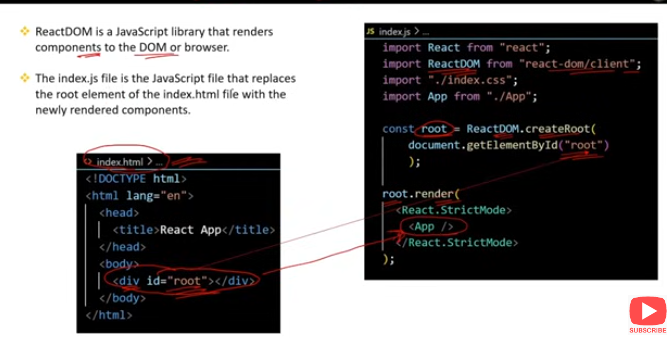 ReactDOM is a JavaScript library that renders
components to the DOM or browser.
The index.js file is the JavaScript file that replaces
the root element of the index.html file with the
newly rendered components.
index.html > ...
<!DOCTYPE html>
<html lang="en">
<head>
<title>React App</title>
</head>
<body>
<div id="root"></div>
</body>
</html>
JS index.js > ...
import React from "react";
import ReactDOM from "react-dom/client";
import "./index.css";
import App from "./App";
const root = ReactDOM.createRoot(
document.getElementById("root")
);
root.render(
<React.StrictMode>
<App />
</React.StrictMode>
);
SUBSCRIBE